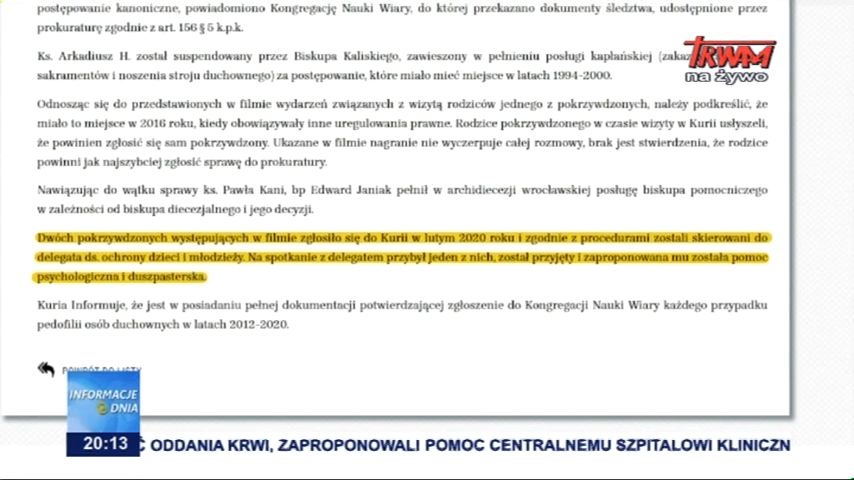 postępowanie kanoniczne, powiadomiono Kongregację Nauki Wiary, do której przekazano dokumenty śledztwa, udostępnione przez
prokuraturę zgodnie z art. 156 § 5 k.p.k.
Ks. Arkadiusz H. został suspendowany przez Biskupa Kaliskiego, zawieszony w pełnieniu posługi kapłańskiej
sakramentów i noszenia stroju duchownego) za postępowanie, które miało mieć miejsce w latach 1994-2000.
TRWAM
na żywo
Odnosząc się do przedstawionych w filmie wydarzeń związanych z wizytą rodziców jednego z pokrzywdzonych, należy podkreślić, że
miało to miejsce w 2016 roku, kiedy obowiązywały inne uregulowania prawne. Rodzice pokrzywdzonego w czasie wizyty w Kurii usłyszeli,
że powinien zgłosić się sam pokrzywdzony. Ukazane w filmie nagranie nie wyczerpuje całej rozmowy, brak jest stwierdzenia, że rodzice
powinni jak najszybciej zgłosić sprawę do prokuratury.
Nawiązując do wątku sprawy ks. Pawła Kani, bp Edward Janiak pełnił w archidiecezji wrocławskiej posługę biskupa pomocniczego
w zależności od biskupa diecezjalnego i jego decyzji.
Dwóch pokrzywdzonych występujących w filmie zgłosiło się do Kurii w lutym 2020 roku i zgodnie z procedurami zostali skierowani do
delegata ds. ochrony dzieci i młodzieży. Na spotkanie z delegatem przybył jeden z nich, został przyjęty i zaproponowana mu została pomoc
psychologiczna i duszpasterska.
Kuria Informuje, że jest w posiadaniu pełnej dokumentacji potwierdzającej zgłoszenie do Kongregacji Nauki Wiary każdego przypadku
pedofilii osób duchownych w latach 2012-2020.
POWRÓT DO LISTY
INFORMACJE
DNIA
20:13
ODDANIA KRWI, ZAPROPONOWALI POMOC CENTRALNEMU SZPITALOWI KLINICZN